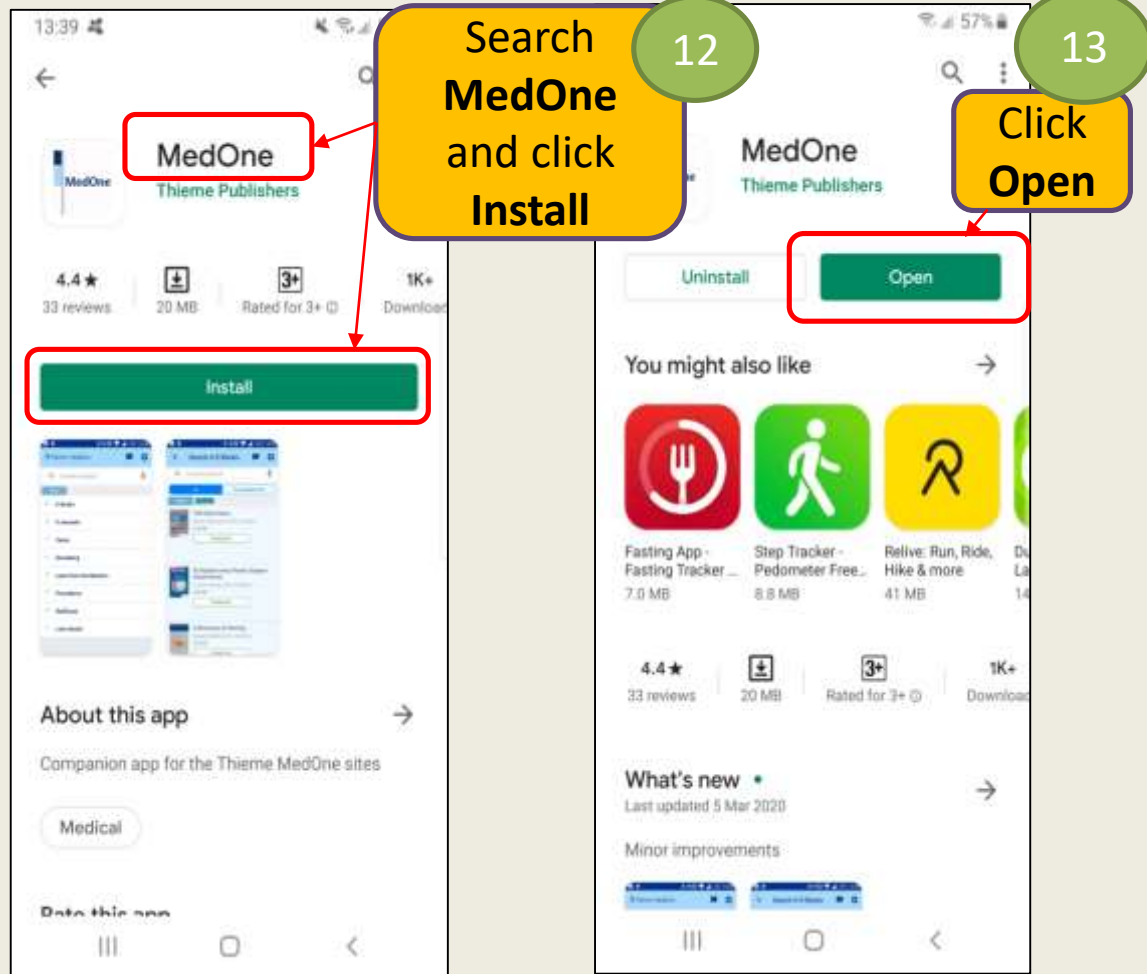 13:39
MedOne
MedOne
Thieme Publishers
4.4★
33 reviews
20 MB
3+
Rated for 3+
1K+
Install
About this app
Companion app for the Thieme MedOne sites
Medical
Rate this app
Search
MedOne
and click
Install
12
57%
MedOne
Thieme Publishers
Uninstall
Open
You might also like
Fasting App -
Fasting Tracker ...
7.0 MB
Step Tracker -
Pedometer Free...
8.8 MB
Relive: Run, Ride,
Hike & more
41 MB
4.4★
33 reviews
20 MB
3+
Rated for 3+
1K+
What's new •
Last updated 5 Mar 2020
Minor improvements
13
Click
Open